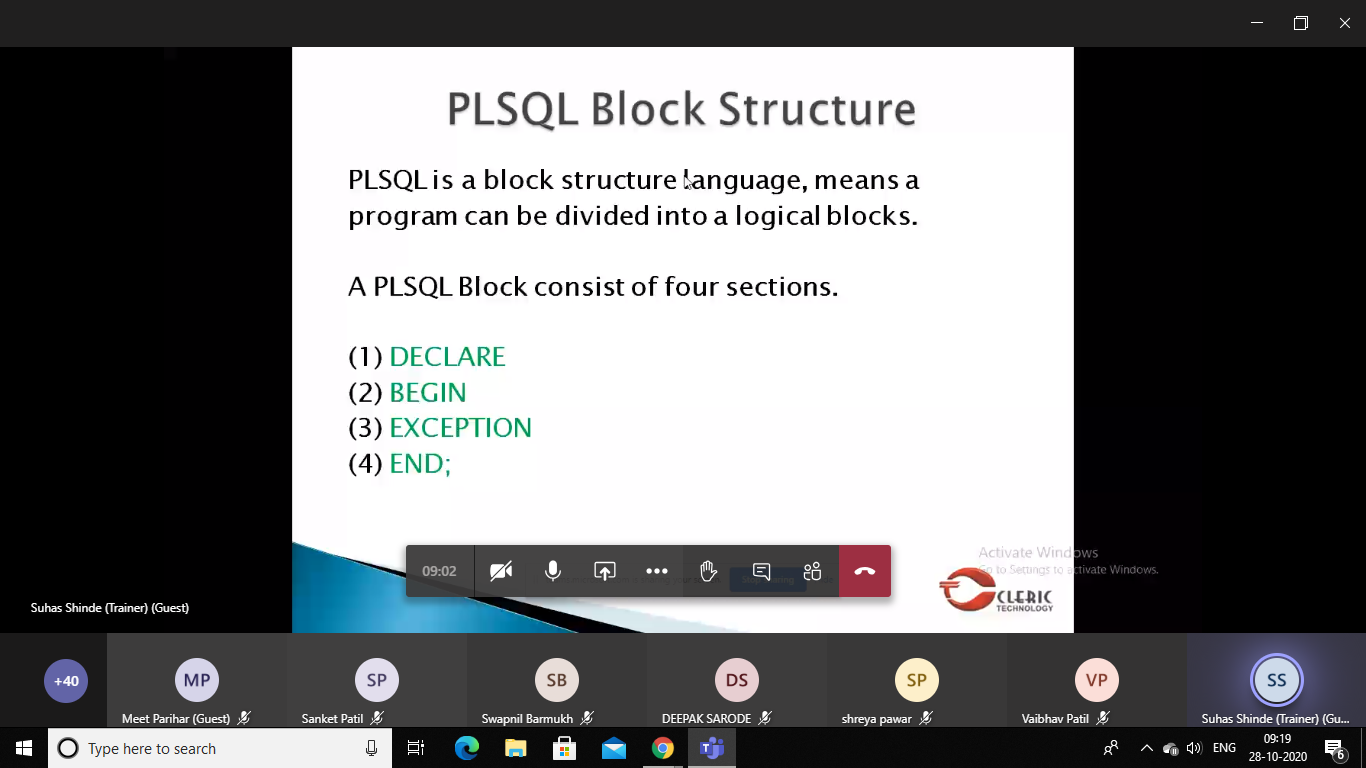 PLSQL Block Structure
PLSQL is a block structure language, means a
program can be divided into a logical blocks.
A PLSQL Block consist of four sections.
(1) DECLARE
(2) BEGIN
(3) EXCEPTION
(4) END;
Activate Windows
Go to Settings to activate Windows.
09:02
Stop sharing
CLERIC
TECHNOLOGY
Suhas Shinde (Trainer) (Guest)
+40
MP
SP
SB
DS
SP
VP
SS
Meet Parihar (Guest)
Sanket Patil
Swapnil Barmukh
DEEPAK SARODE
shreya pawar
Vaibhav Patil
Suhas Shinde (Trainer) (Gu...
Type here to search
ENG
09:19
28-10-2020
6